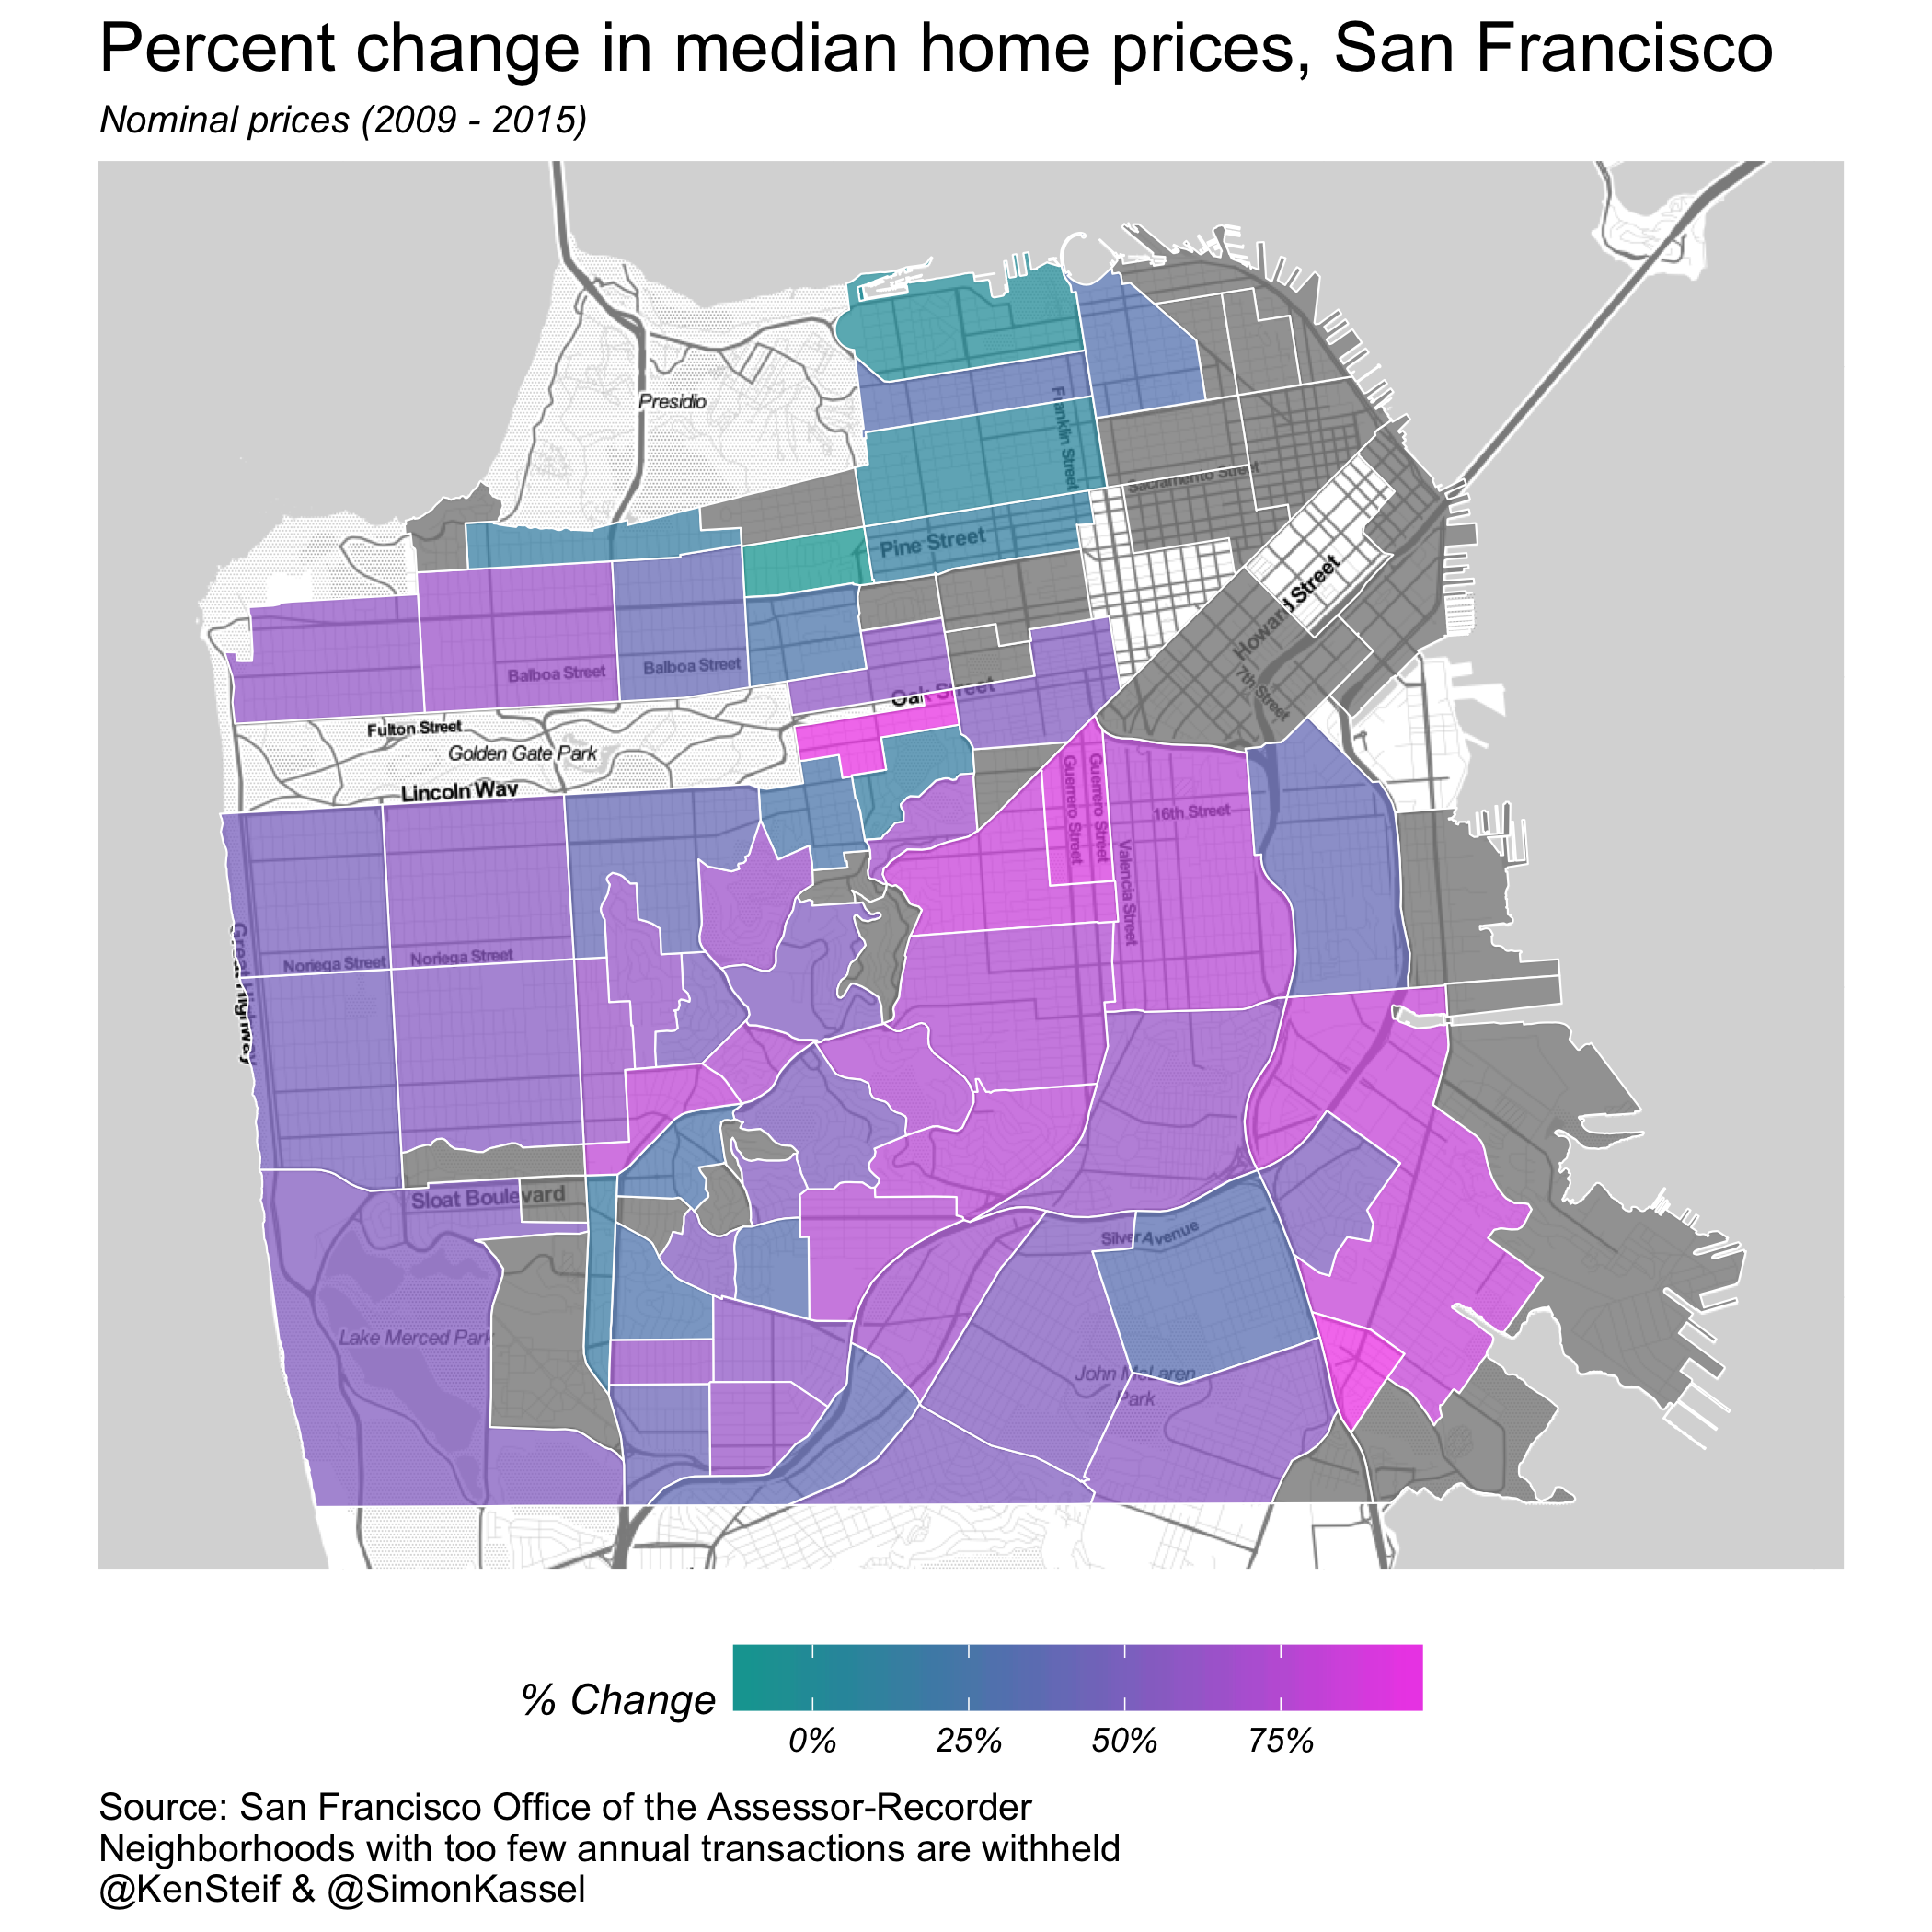 Percent change in median home prices, San Francisco
Nominal prices (2009 - 2015)
Presidio
Franklin Street
Sacramento Street
Pine Street
Howard Street
7th Street
Balboa Street
Balboa Street
Oak Street
Fulton Street
Golden Gate Park
Lincoln Way
Guerrero Street
Guerrero Street
16th Street
Valencia Street
Great Highway
Noriega Street
Noriega Street
Sloat Boulevard
Silver Avenue
Lake Merced Park
John McLaren
Park
% Change
0%
25%
50%
75%
Source: San Francisco Office of the Assessor-Recorder
Neighborhoods with too few annual transactions are withheld
@KenSteif & @SimonKassel